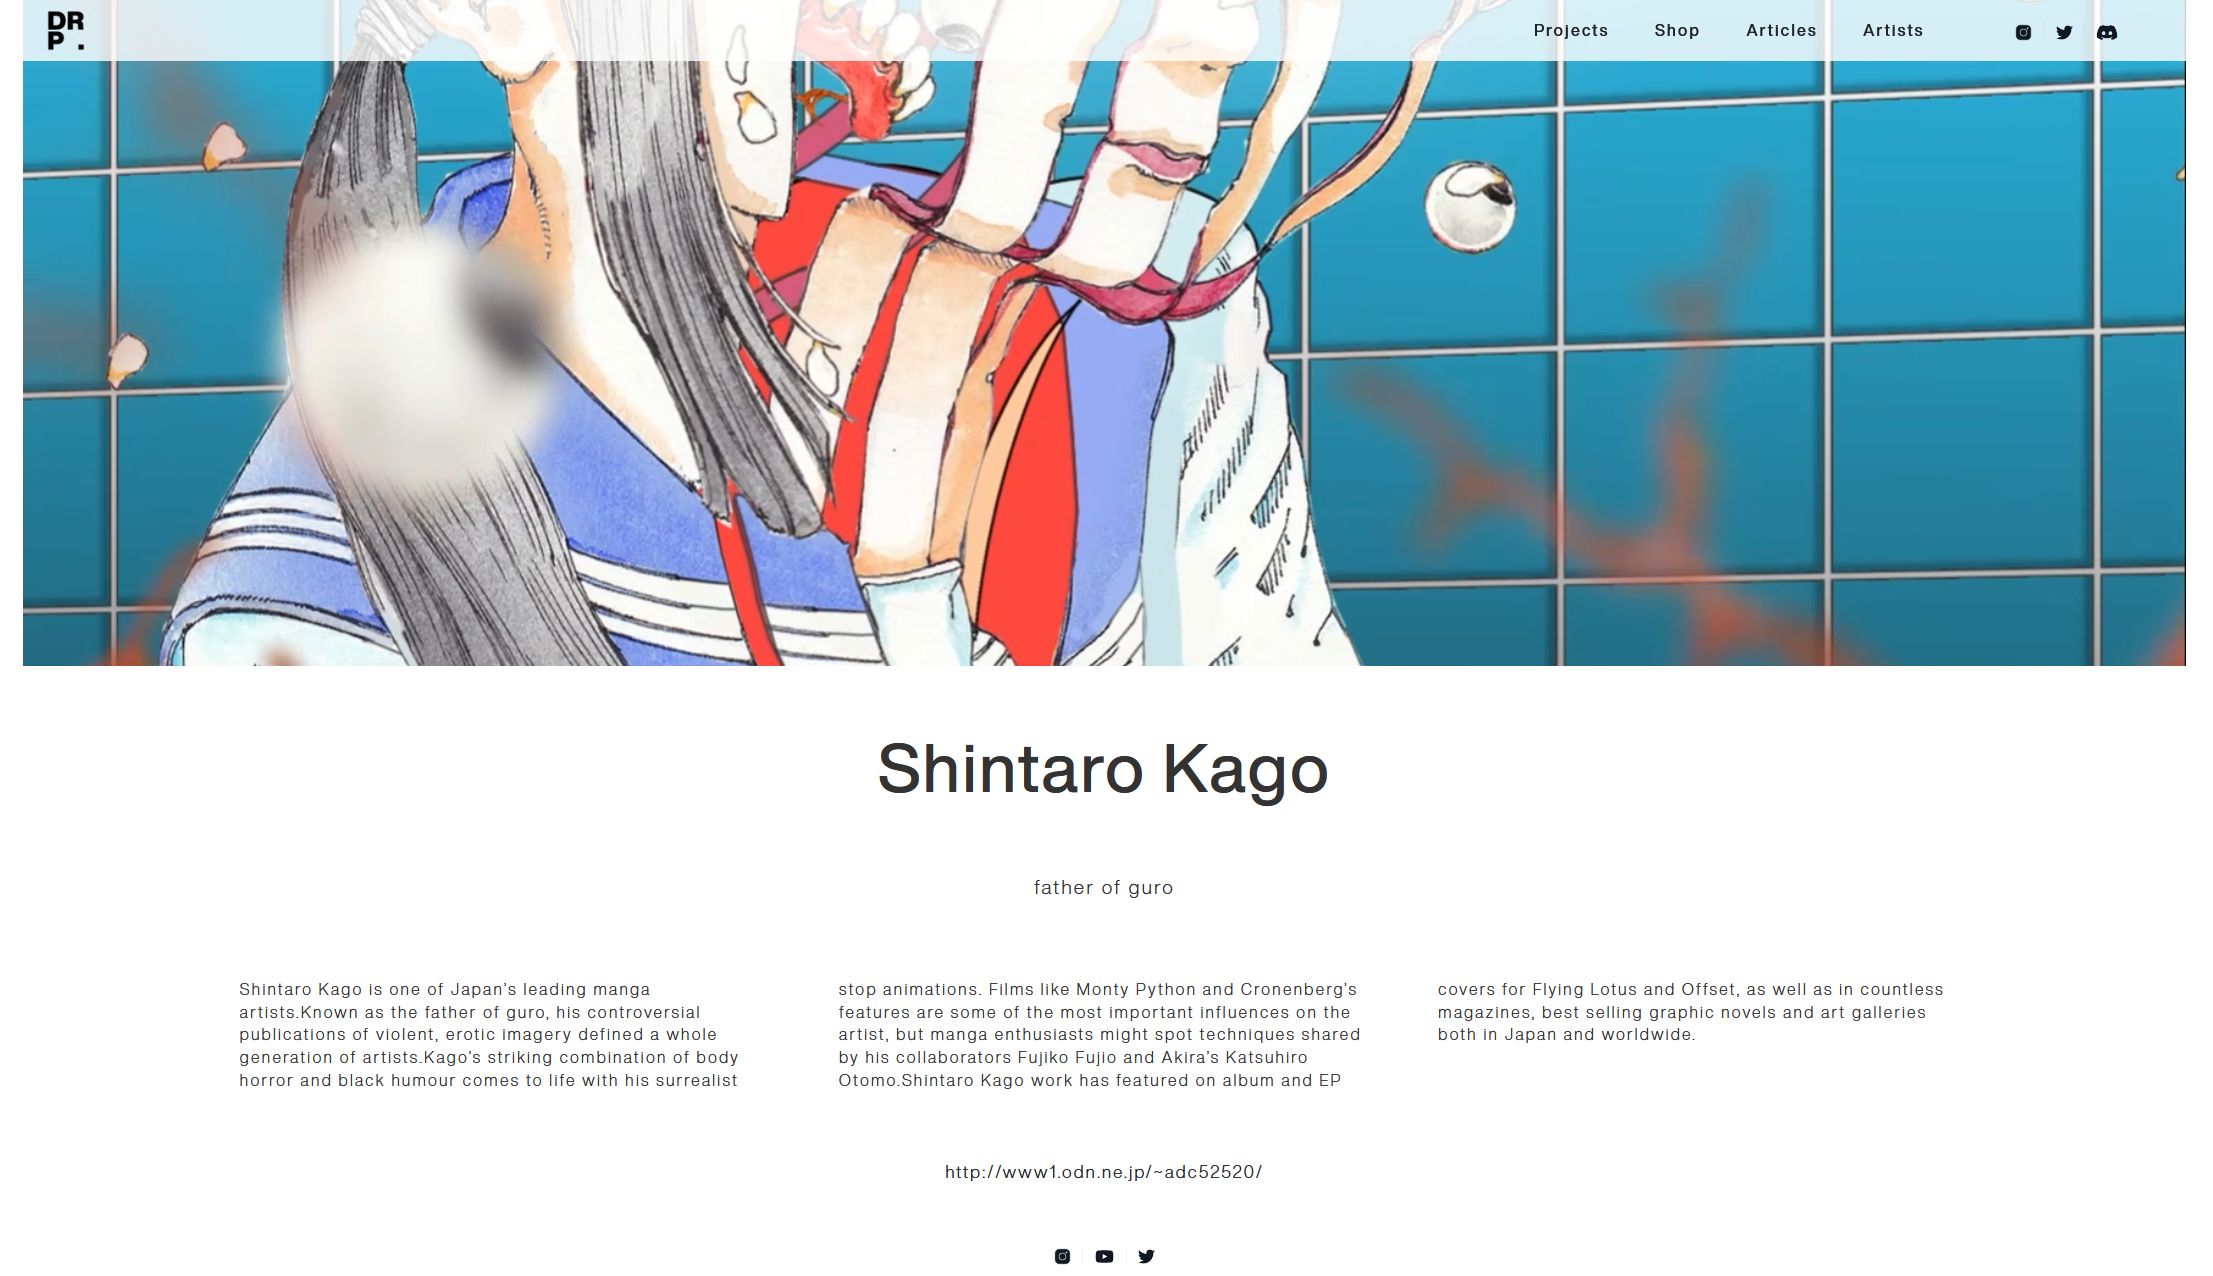 DR
P .
Projects Shop Articles Artists
Shintaro Kago
father of guro
Shintaro Kago is one of Japan’s leading manga
artists.Known as the father of guro, his controversial
publications of violent, erotic imagery defined a whole
generation of artists.Kago’s striking combination of body
horror and black humour comes to life with his surrealist
stop animations. Films like Monty Python and Cronenberg’s
features are some of the most important influences on the
artist, but manga enthusiasts might spot techniques shared
by his collaborators Fujiko Fujio and Akira’s Katsuhiro
Otomo.Shintaro Kago work has featured on album and EP
covers for Flying Lotus and Offset, as well as in countless
magazines, best selling graphic novels and art galleries
both in Japan and worldwide.
http://www1.odn.ne.jp/~adc52520/